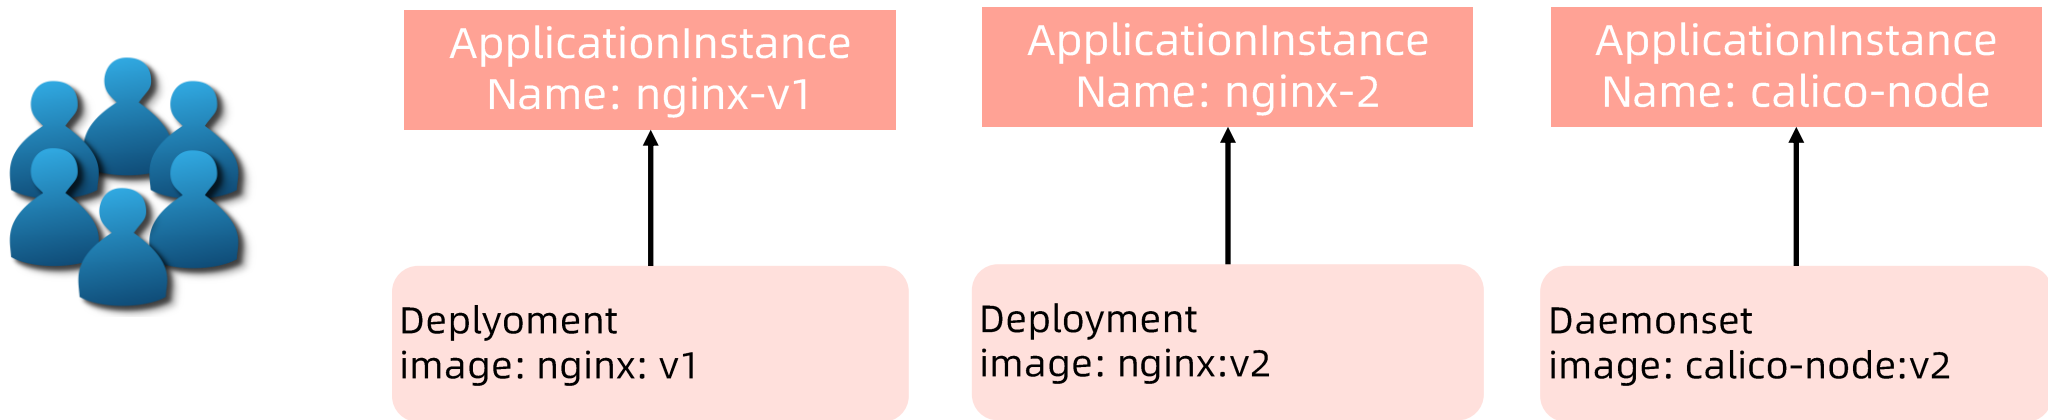 ApplicationInstance
Name: nginx-v1
ApplicationInstance
Name: nginx-2
ApplicationInstance
Name: calico-node
Deplyoment
image: nginx: v1
Deployment
image: nginx:v2
Daemonset
image: calico-node:v2